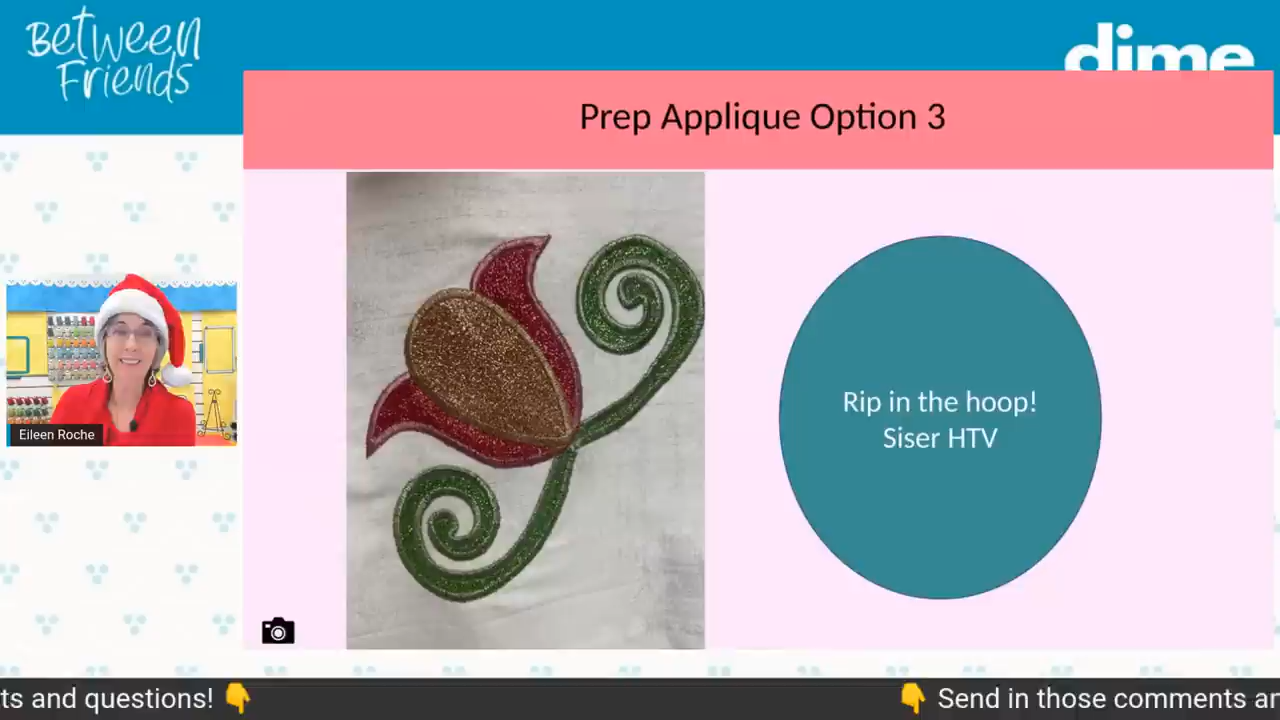 Between
Friends
dime
Prep Applique Option 3
Rip in the hoop!
Siser HTV
Eileen Roche
ts and questions! 👇
👇 Send in those comments an